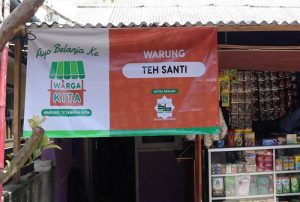 Ayo Belanja Ke
WARGA
KITA
WARUNG TETANGGA KITA
WARUNG
TEH SANTI